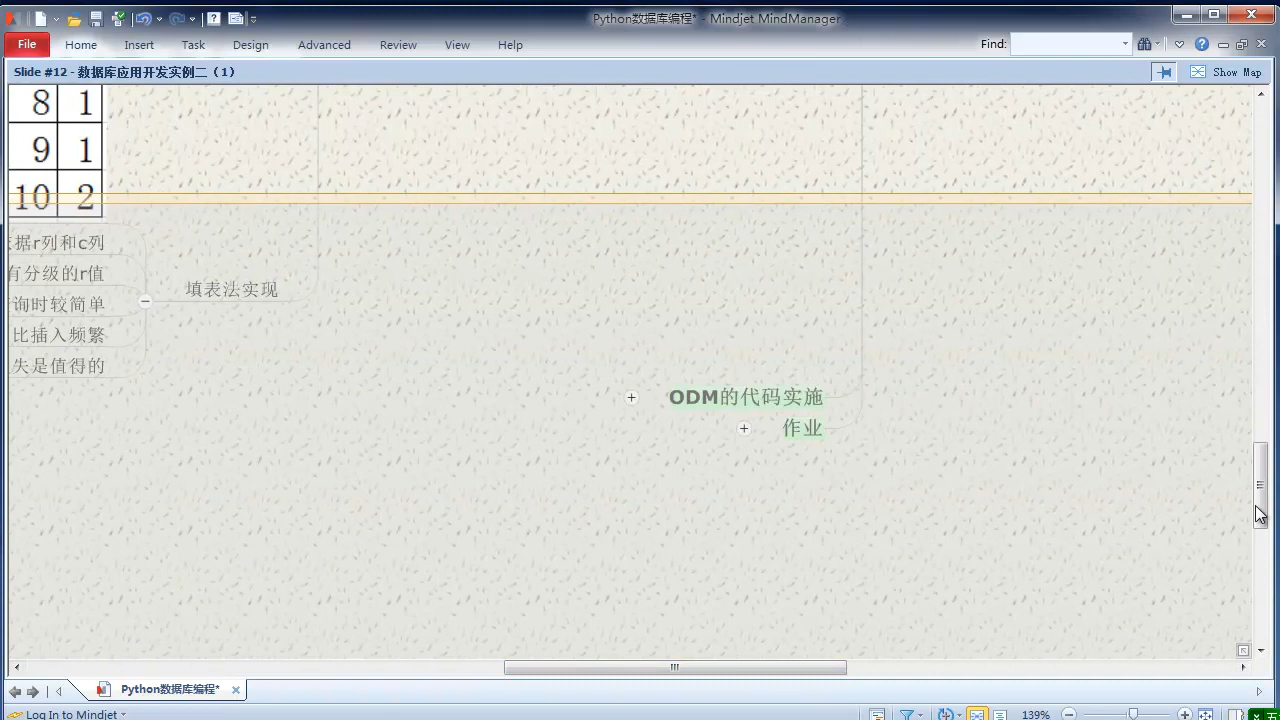 Python数据库编程* - Mindjet MindManager
File Home Insert Task Design Advanced Review View Help Find:
Slide #12 - 数据库应用开发实例二（1） Show Map
8 1
9 1
10 2
据r列和c列
有分级的r值
询时较简单
比插入频繁
失是值得的
填表法实现
ODM的代码实施
作业
Python数据库编程*
Log In to Mindjet 139%